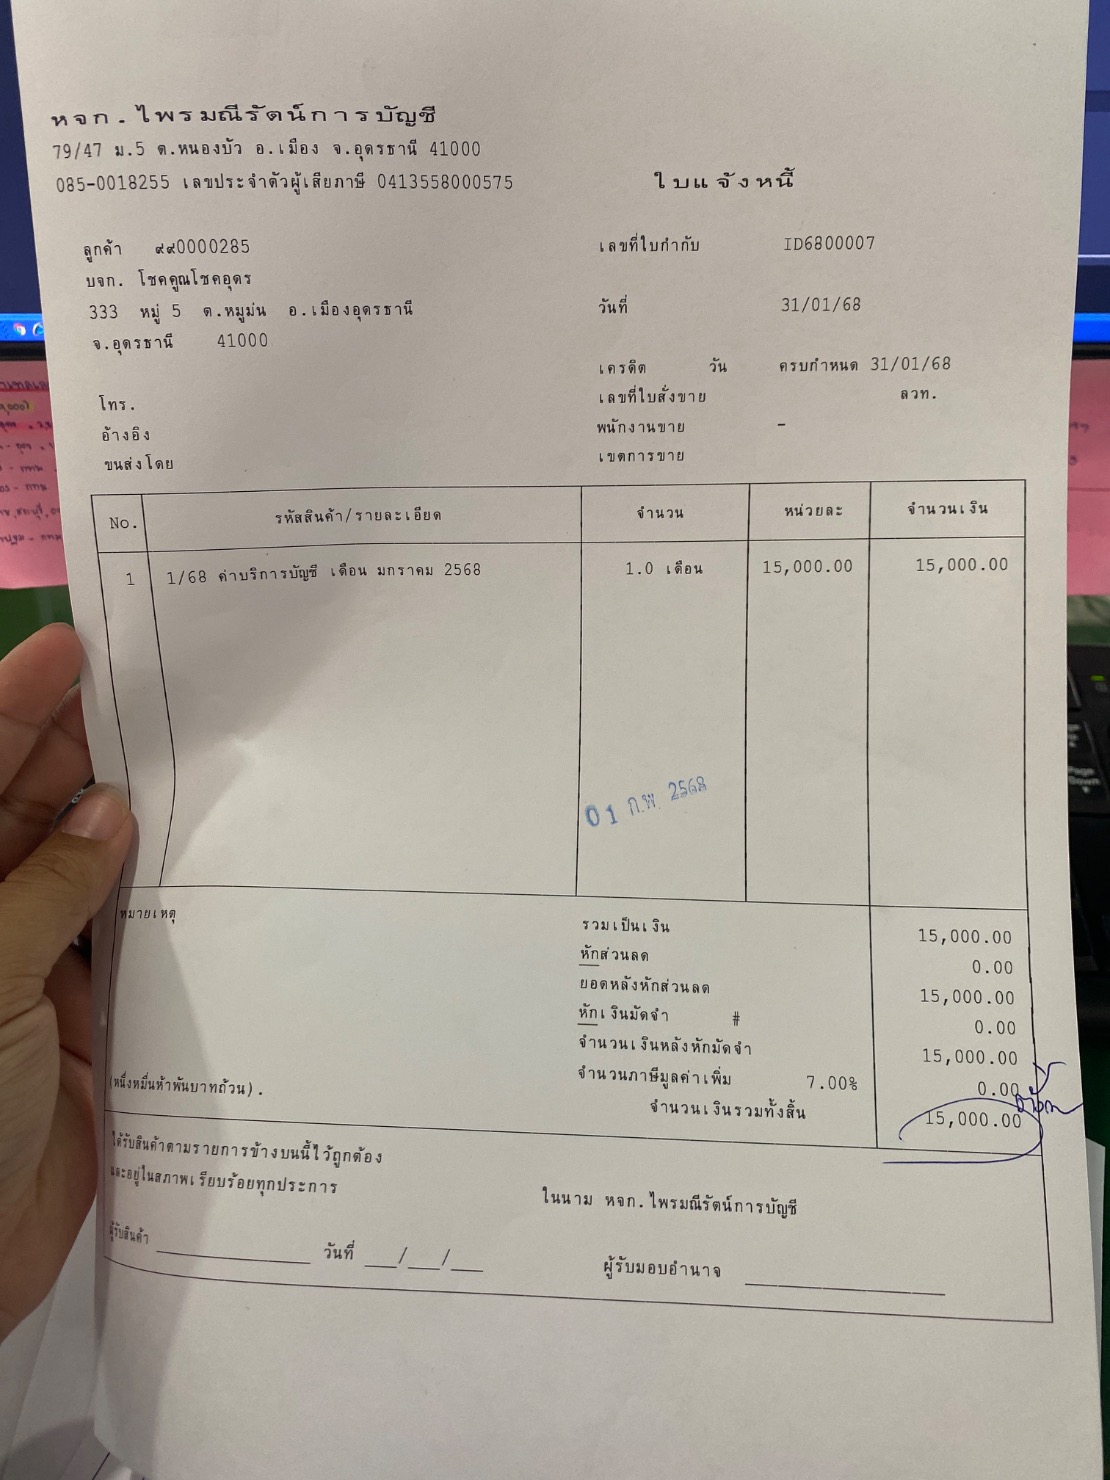 หจก.ไพรมณีรัตน์การบัญชี
79/47 ม.5 ต.หนองบัว อ.เมือง จ.อุดรธานี 41000
085-0018255 เลขประจำตัวผู้เสียภาษี 0413558000575
ใบแจ้งหนี้
ลูกค้า ๙๙0000285
เลขที่ใบกำกับ ID6800007
บจก. โชคคูณโชคอุดร
333 หมู่ 5 ต.หมูม่น อ.เมืองอุดรธานี
วันที่ 31/01/68
จ.อุดรธานี 41000
เครดิต วัน ครบกำหนด 31/01/68
โทร.
เลขที่ใบสั่งขาย ลวท.
อ้างอิง
พนักงานขาย -
ขนส่งโดย
เขตการขาย
No. รหัสสินค้า/รายละเอียด จำนวน หน่วยละ จำนวนเงิน
1 1/68 ค่าบริการบัญชี เดือน มกราคม 2568 1.0 เดือน 15,000.00 15,000.00
01 ก.พ. 2568
หมายเหตุ
รวมเป็นเงิน 15,000.00
หักส่วนลด 0.00
ยอดหลังหักส่วนลด 15,000.00
หักเงินมัดจำ # 0.00
จำนวนเงินหลังหักมัดจำ 15,000.00
จำนวนภาษีมูลค่าเพิ่ม 7.00% 0.00
(หนึ่งหมื่นห้าพันบาทถ้วน).
จำนวนเงินรวมทั้งสิ้น 15,000.00
ได้รับสินค้าตามรายการข้างบนนี้ไว้ถูกต้อง
และอยู่ในสภาพเรียบร้อยทุกประการ
ในนาม หจก.ไพรมณีรัตน์การบัญชี
ผู้รับสินค้า วันที่ __/__/__
ผู้รับมอบอำนาจ